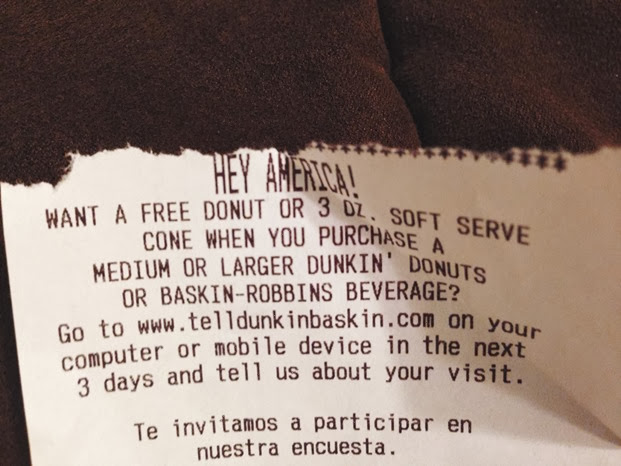 HEY AMERICA!
WANT A FREE DONUT OR 3 OZ. SOFT SERVE
CONE WHEN YOU PURCHASE A
MEDIUM OR LARGER DUNKIN' DONUTS
OR BASKIN-ROBBINS BEVERAGE?
Go to www.telldunkinbaskin.com on your
computer or mobile device in the next
3 days and tell us about your visit.
Te invitamos a participar en
nuestra encuesta.